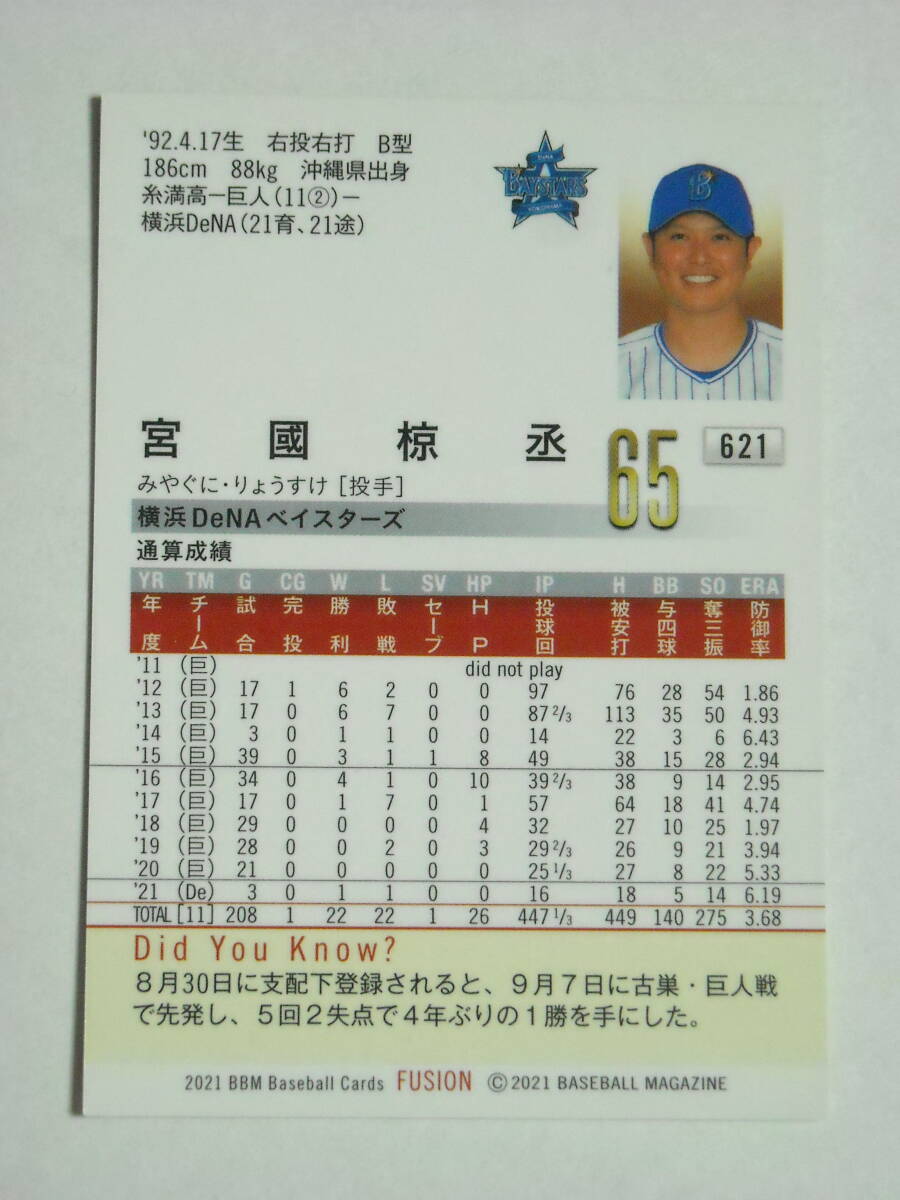 '92.4.17生 右投右打 B型
186cm 88kg 沖縄県出身
糸満高ー巨人(11②)ー
横浜DeNA(21育、21途)
DeNA
BAYSTARS
YOKOHAMA
B
宮國椋丞 65 621
みやぐに・りょうすけ [投手]
横浜DeNAベイスターズ
通算成績
YR TM G CG W L SV HP IP H BB SO ERA
年度 チーム 試合 完投 勝利 敗戦 セーブ HP 投球回 被安打 与四球 奪三振 防御率
'11 (巨) did not play
'12 (巨) 17 1 6 2 0 0 97 76 28 54 1.86
'13 (巨) 17 0 6 7 0 0 87 2/3 113 35 50 4.93
'14 (巨) 3 0 1 1 0 0 14 22 3 6 6.43
'15 (巨) 39 0 3 1 1 8 49 38 15 28 2.94
'16 (巨) 34 0 4 1 0 10 39 2/3 38 9 14 2.95
'17 (巨) 17 0 1 7 0 1 57 64 18 41 4.74
'18 (巨) 29 0 0 0 0 4 32 27 10 25 1.97
'19 (巨) 28 0 0 2 0 3 29 2/3 26 9 21 3.94
'20 (巨) 21 0 0 0 0 0 25 1/3 27 8 22 5.33
'21 (De) 3 0 1 1 0 0 16 18 5 14 6.19
TOTAL [11] 208 1 22 22 1 26 447 1/3 449 140 275 3.68
Did You Know?
8月30日に支配下登録されると、9月7日に古巣・巨人戦
で先発し、5回2失点で4年ぶりの1勝を手にした。
2021 BBM Baseball Cards FUSION ©2021 BASEBALL MAGAZINE